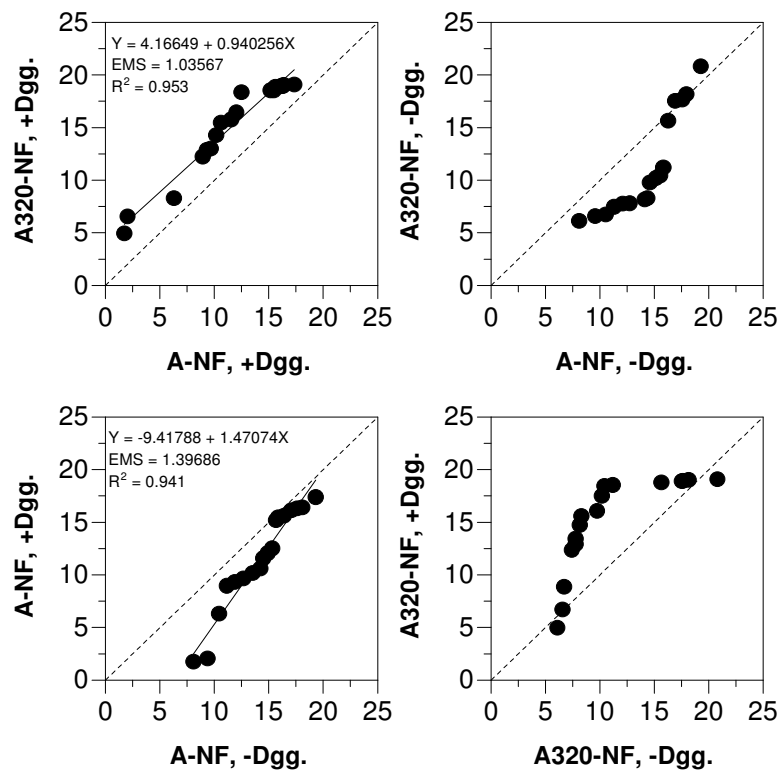 25
20
15
10
5
0
A320-NF, +Dgg.
Y = 4.16649 + 0.940256X
EMS = 1.03567
R² = 0.953
0 5 10 15 20 25
A-NF, +Dgg.
25
20
15
10
5
0
A320-NF, -Dgg.
0 5 10 15 20 25
A-NF, -Dgg.
25
20
15
10
5
0
A-NF, +Dgg.
Y = -9.41788 + 1.47074X
EMS = 1.39686
R² = 0.941
0 5 10 15 20 25
A-NF, -Dgg.
25
20
15
10
5
0
A320-NF, +Dgg.
0 5 10 15 20 25
A320-NF, -Dgg.